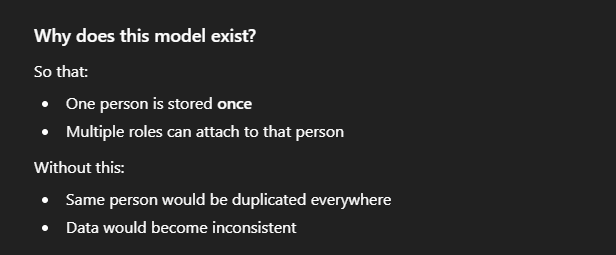 Why does this model exist?
So that:
• One person is stored once
• Multiple roles can attach to that person
Without this:
• Same person would be duplicated everywhere
• Data would become inconsistent